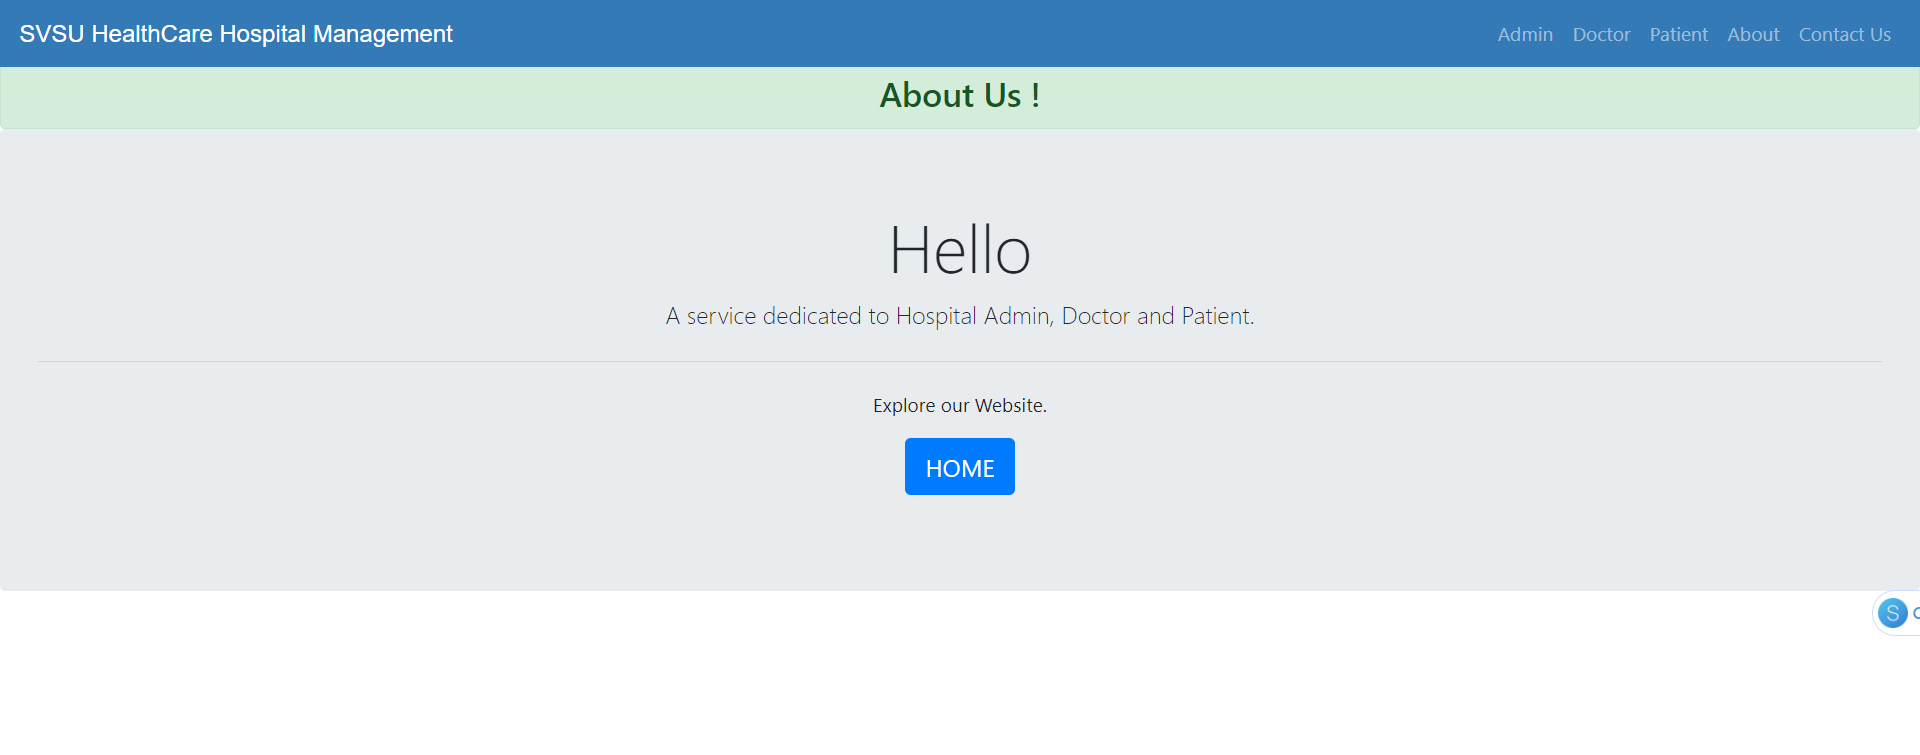 SVSU HealthCare Hospital Management
Admin Doctor Patient About Contact Us
About Us !
Hello
A service dedicated to Hospital Admin, Doctor and Patient.
Explore our Website.
HOME
S